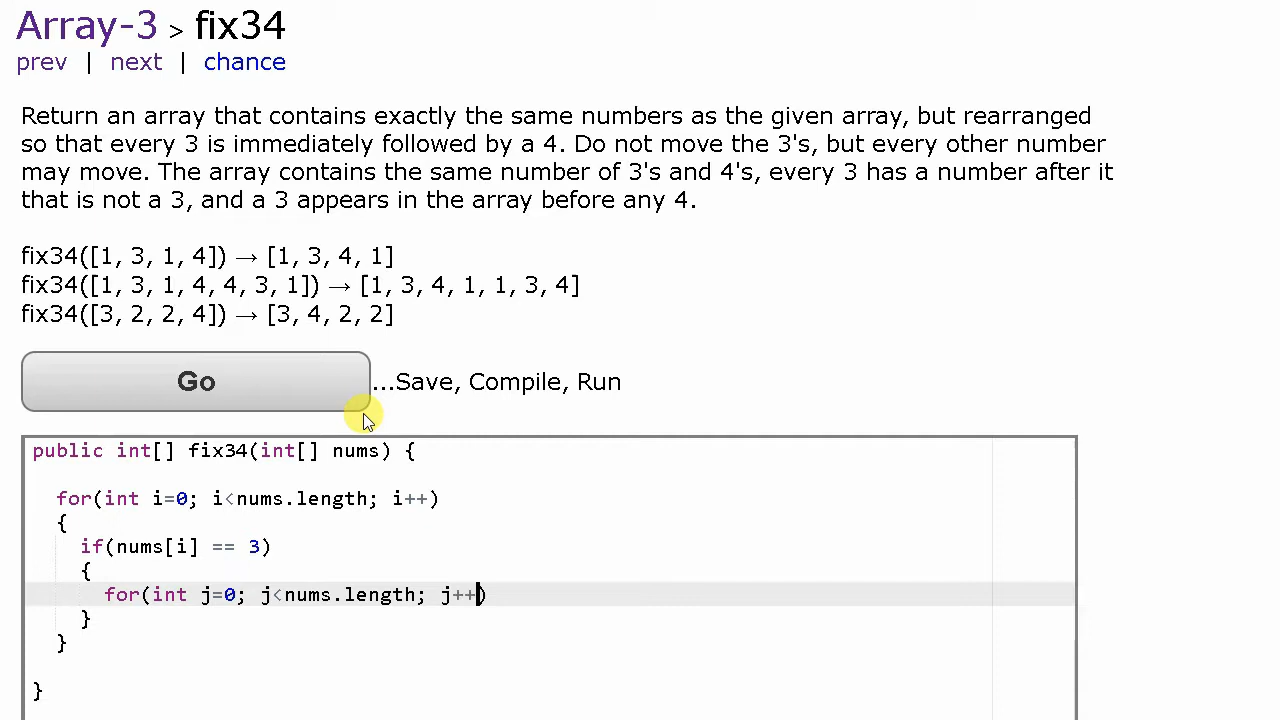 Array-3 > fix34
prev | next | chance
Return an array that contains exactly the same numbers as the given array, but rearranged
so that every 3 is immediately followed by a 4. Do not move the 3's, but every other number
may move. The array contains the same number of 3's and 4's, every 3 has a number after it
that is not a 3, and a 3 appears in the array before any 4.
fix34([1, 3, 1, 4]) → [1, 3, 4, 1]
fix34([1, 3, 1, 4, 4, 3, 1]) → [1, 3, 4, 1, 1, 3, 4]
fix34([3, 2, 2, 4]) → [3, 4, 2, 2]
Go ...Save, Compile, Run
public int[] fix34(int[] nums) {
for(int i=0; i<nums.length; i++)
{
if(nums[i] == 3)
{
for(int j=0; j<nums.length; j++)
}
}
}